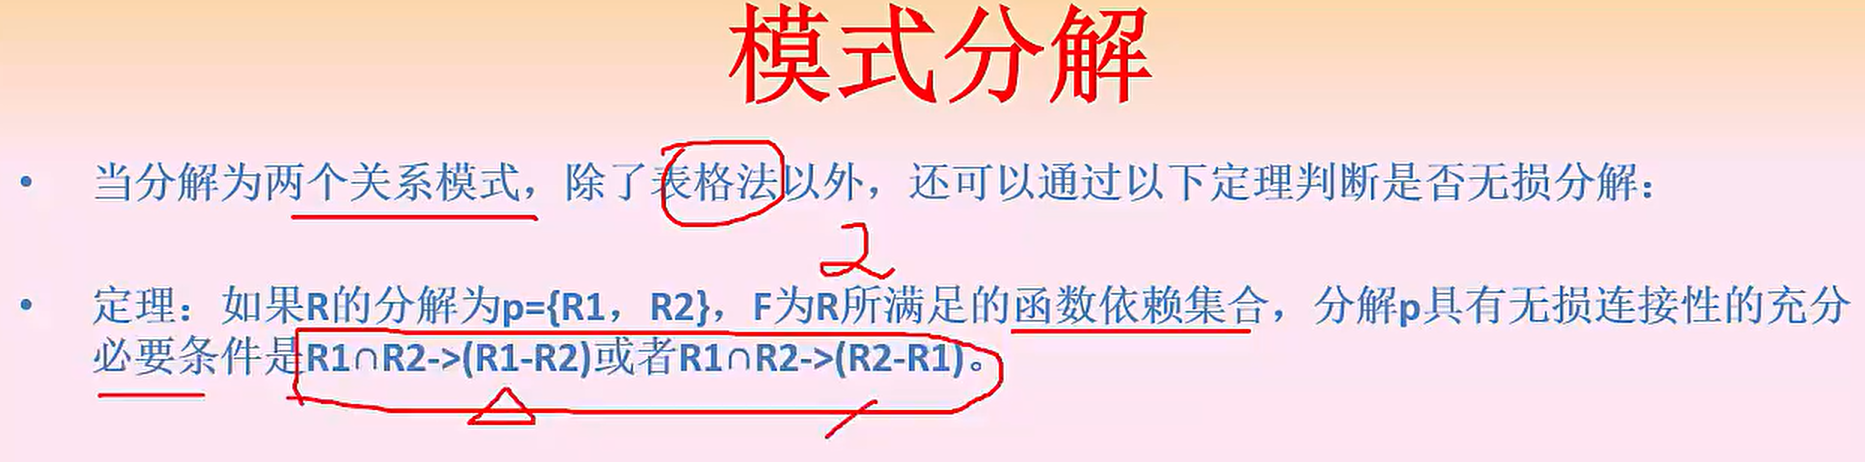 模式分解
• 当分解为两个关系模式，除了表格法以外，还可以通过以下定理判断是否无损分解：
2
• 定理：如果R的分解为p={R1，R2}，F为R所满足的函数依赖集合，分解p具有无损连接性的充分
必要条件是R1∩R2->(R1-R2)或者R1∩R2->(R2-R1)。